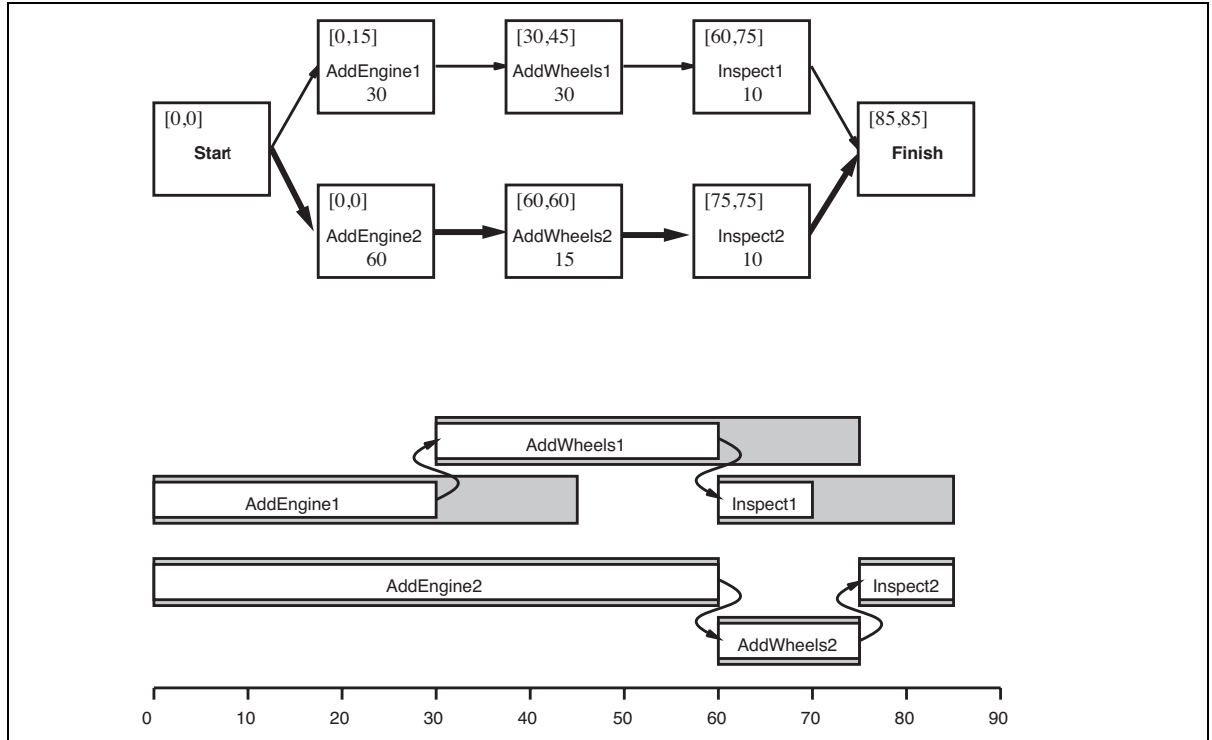 [0,15]
AddEngine1
30
[30,45]
AddWheels1
30
[60,75]
Inspect1
10
[0,0]
Start
[85,85]
Finish
[0,0]
AddEngine2
60
[60,60]
AddWheels2
15
[75,75]
Inspect2
10
AddWheels1
AddEngine1
Inspect1
AddEngine2
Inspect2
AddWheels2
0 10 20 30 40 50 60 70 80 90